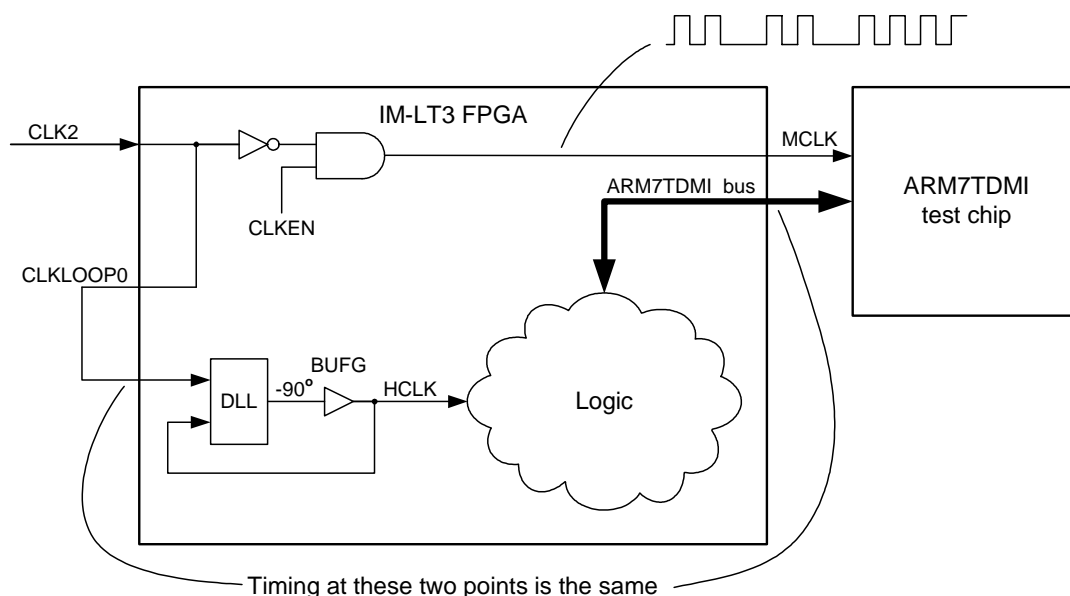 IM-LT3 FPGA
CLK2
MCLK
ARM7TDMI bus
ARM7TDMI
test chip
CLKEN
CLKLOOP0
BUFG
-90°
HCLK
DLL
Logic
Timing at these two points is the same